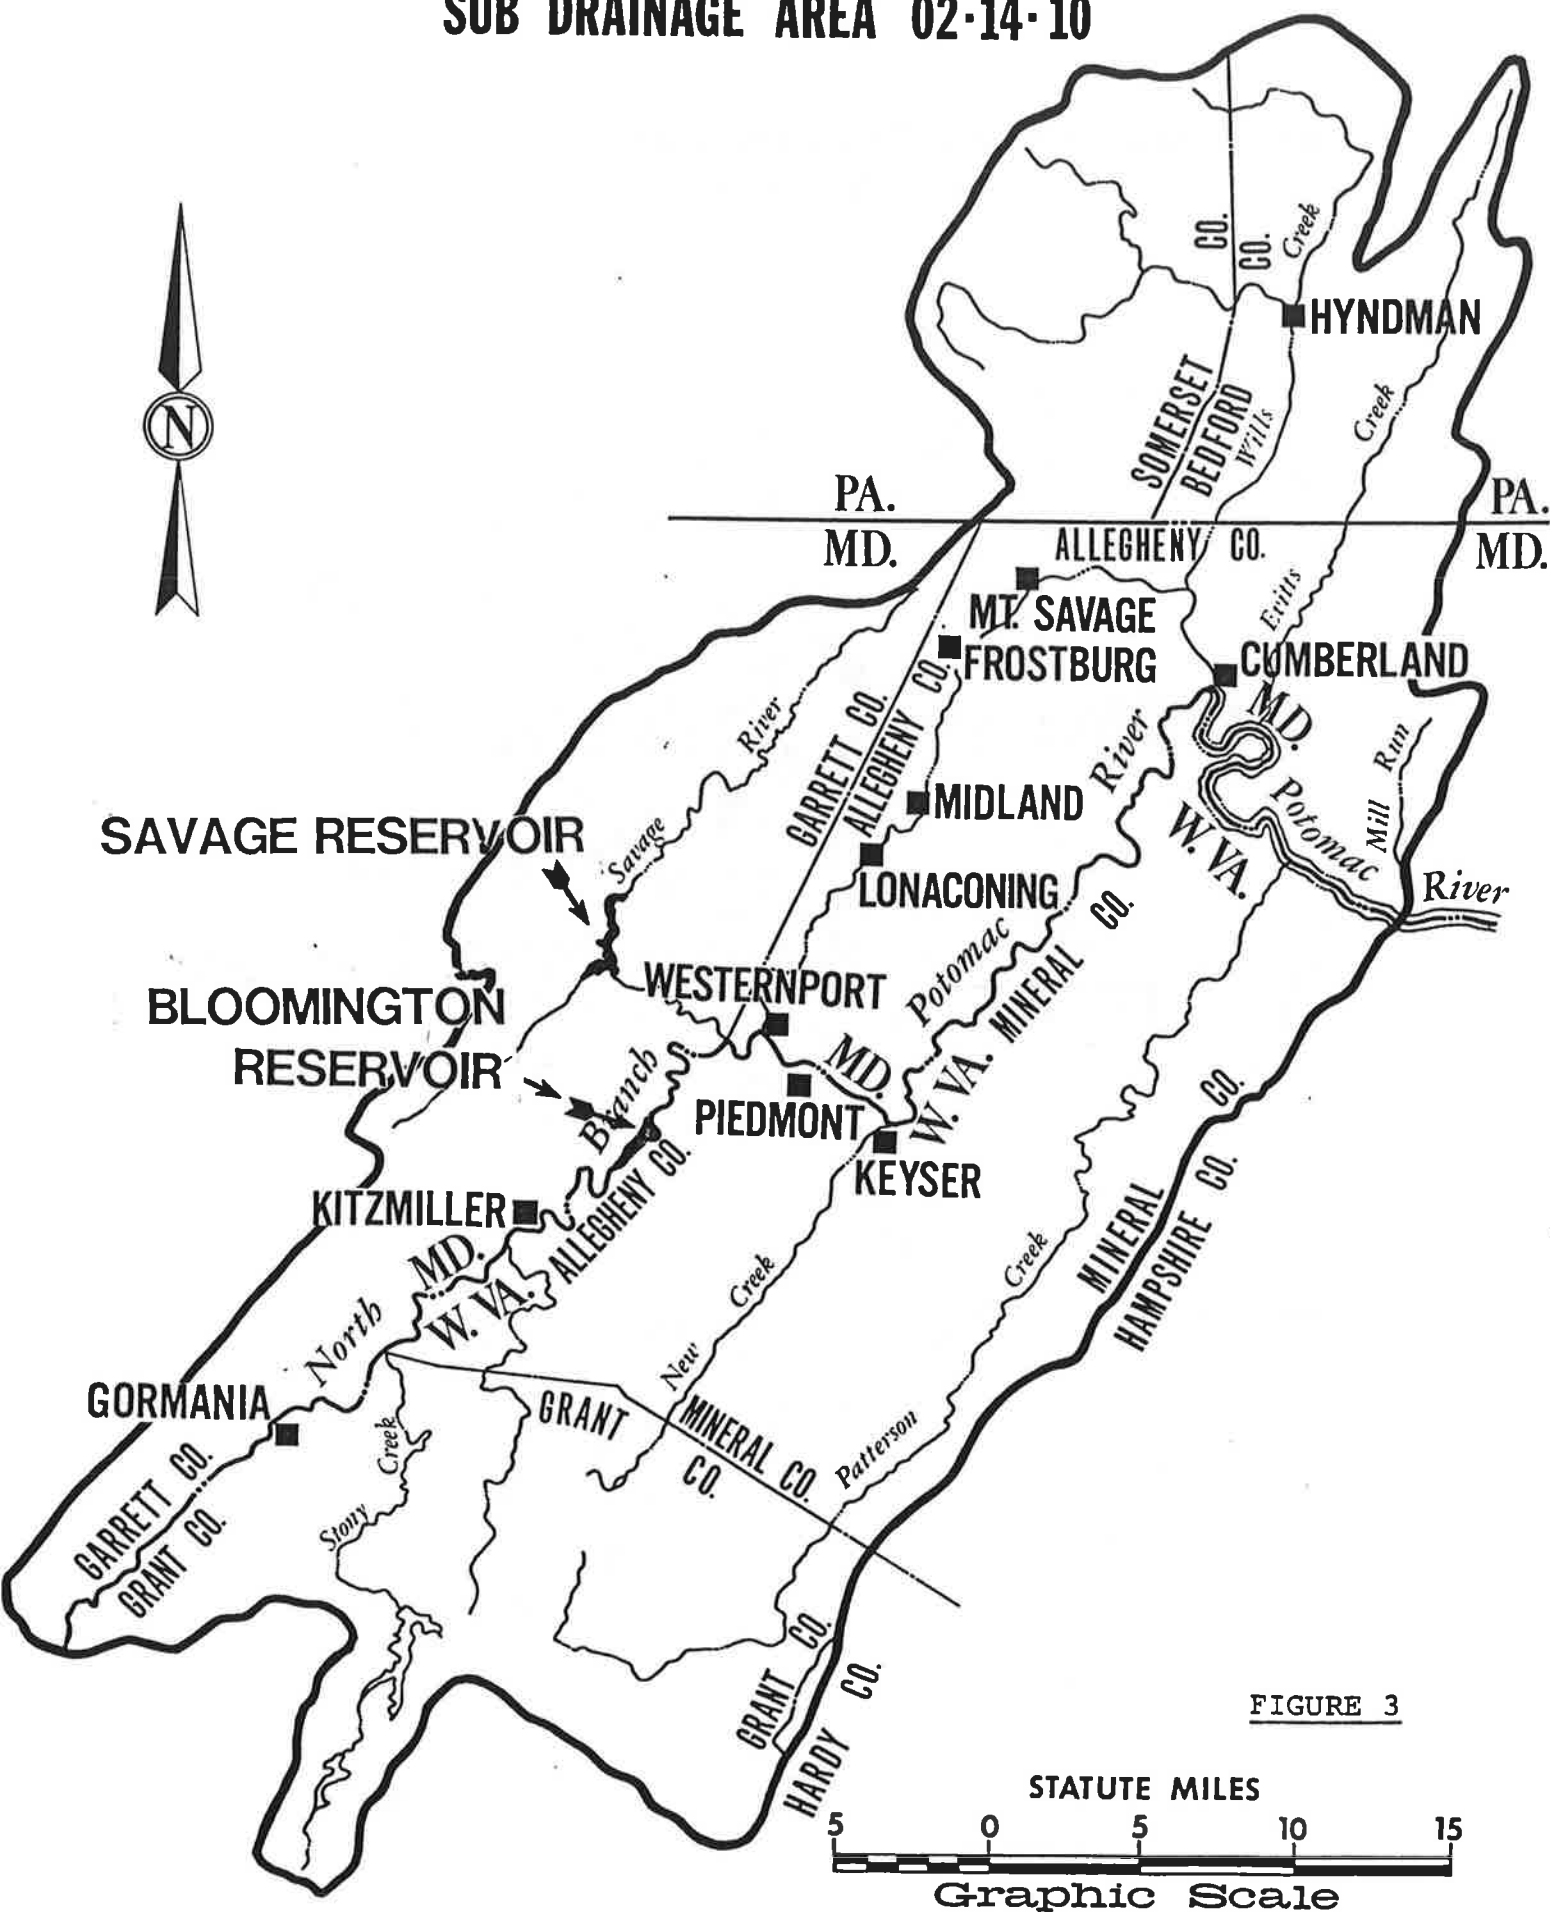 SUB DRAINAGE AREA 02·14·10
CO.
CO.
Creek
HYNDMAN
SOMERSET
BEDFORD
Wills
Creek
PA.
PA.
MD.
MD.
ALLEGHENY CO.
N
MT. SAVAGE
Evitts
FROSTBURG
CUMBERLAND
GARRETT CO.
ALLEGHENY CO.
River
River
MD.
Mill Run
MIDLAND
W. VA.
Potomac
River
SAVAGE RESERVOIR
Savage
LONACONING
CO.
WESTERNPORT
Potomac
MINERAL
BLOOMINGTON
RESERVOIR
Branch
MD.
W. VA.
PIEDMONT
KEYSER
CO.
MINERAL
HAMPSHIRE CO.
KITZMILLER
ALLEGHENY CO.
MD.
W. VA.
North
New Creek
Creek
GORMANIA
GRANT
CO.
MINERAL CO.
Patterson
Creek
Stony
GARRETT CO.
GRANT CO.
GRANT CO.
HARDY CO.
FIGURE 3
STATUTE MILES
5 0 5 10 15
Graphic Scale